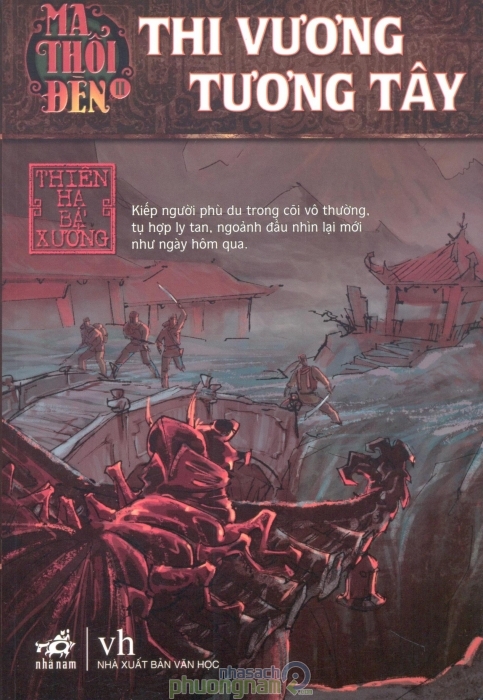 MA
THỔI
ĐÈN II
THI VƯƠNG
TƯƠNG TÂY
THIÊN
HẠ
BÁ
XƯỚNG
Kiếp người phù du trong cõi vô thường,
tụ hợp ly tan, ngoảnh đầu nhìn lại mới
như ngày hôm qua.
nhã nam
vh
NHÀ XUẤT BẢN VĂN HỌC
nhasach
phuongnam